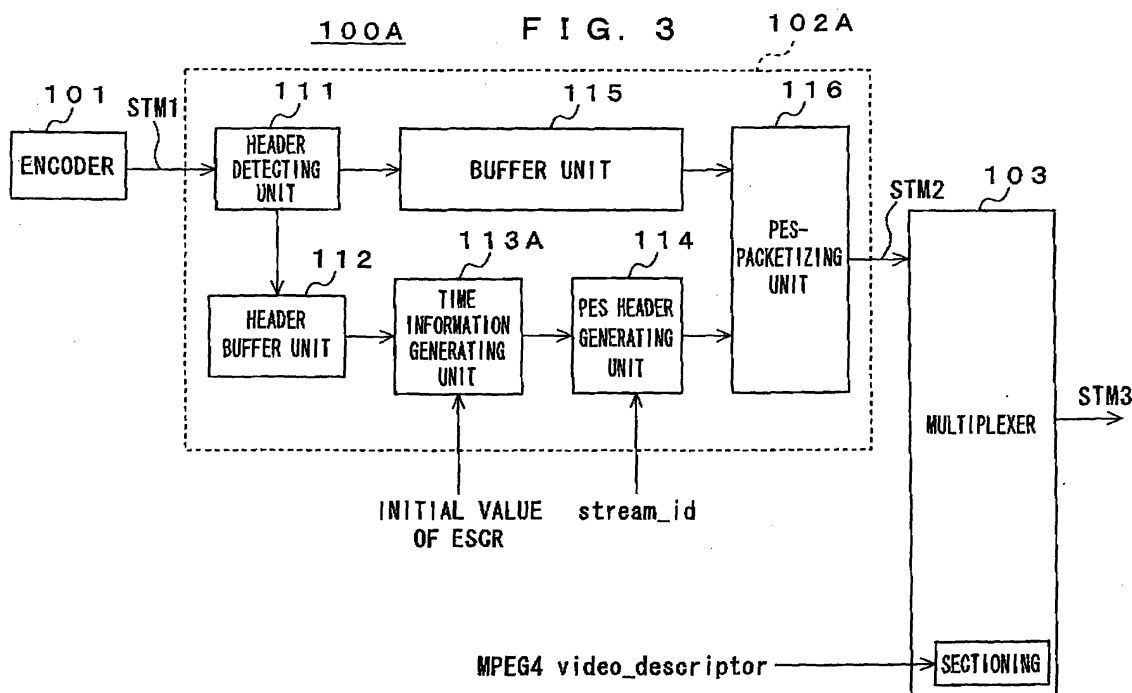 100A
FIG. 3
102A
101
STM1
111
115
116
ENCODER
HEADER
DETECTING
UNIT
BUFFER UNIT
PES-
PACKETIZING
UNIT
STM2
103
112
113A
114
HEADER
BUFFER UNIT
TIME
INFORMATION
GENERATING
UNIT
PES HEADER
GENERATING
UNIT
MULTIPLEXER
STM3
INITIAL VALUE
OF ESCR
stream_id
MPEG4 video_descriptor
SECTIONING